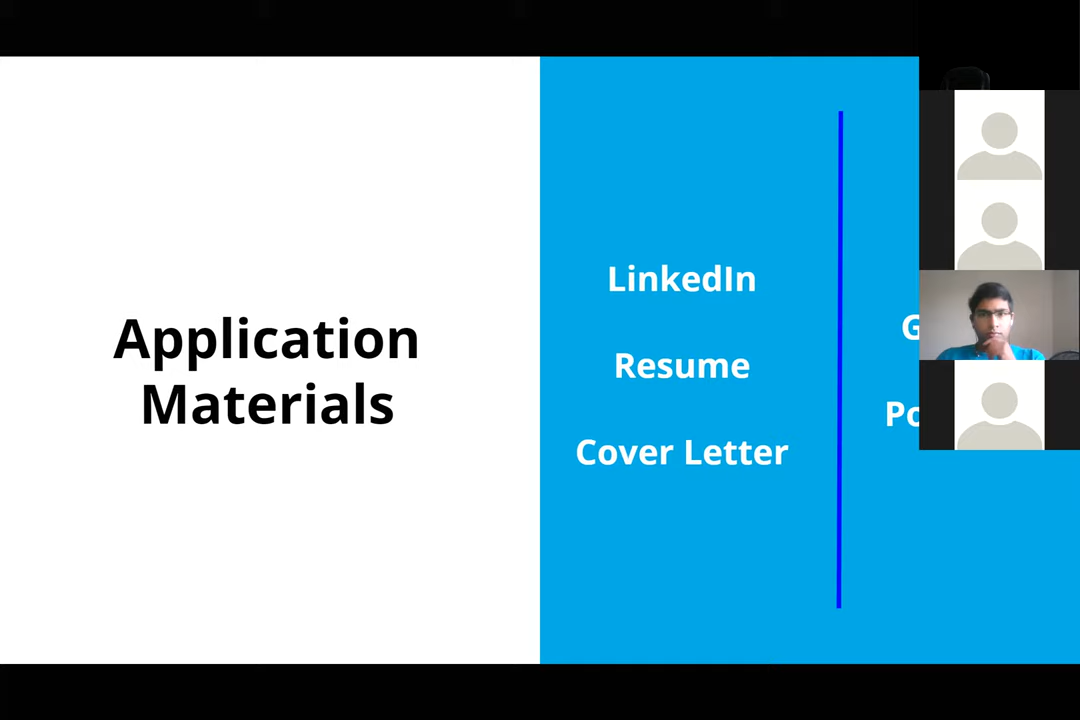 Application
Materials
LinkedIn
Resume
Cover Letter